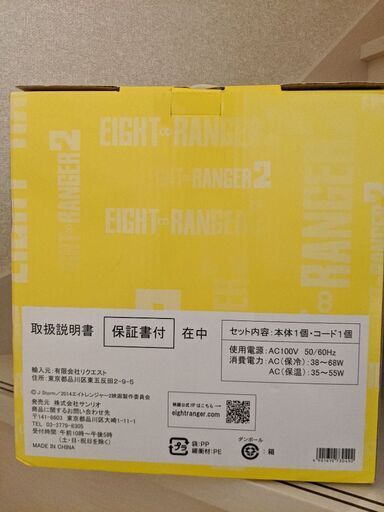 EIGHT∞RANGER2
EIGHT∞RANGER2
EIGHT∞RANGER2
取扱説明書 保証書付 在中
セット内容：本体1個・コード1個
使用電源：AC100V 50/60Hz
消費電力：AC（保冷）：38～68W
AC（保温）：35～55W
輸入元：有限会社リクエスト
住所：東京都品川区東五反田2-9-5
©J Storm／2014エイトレンジャー2映画製作委員会
発売元 株式会社サンリオ
商品に関するお問い合わせ先
〒141-8603 東京都品川区大崎1-11-1
TEL 03-3779-8305
受付時間 午前10時～午後5時
（土・日・祝日を除く）
MADE IN CHINA
映画公式HPはこちら
eightranger.com
プラ
袋：PP
緩衝材：PE
ダンボール
：箱